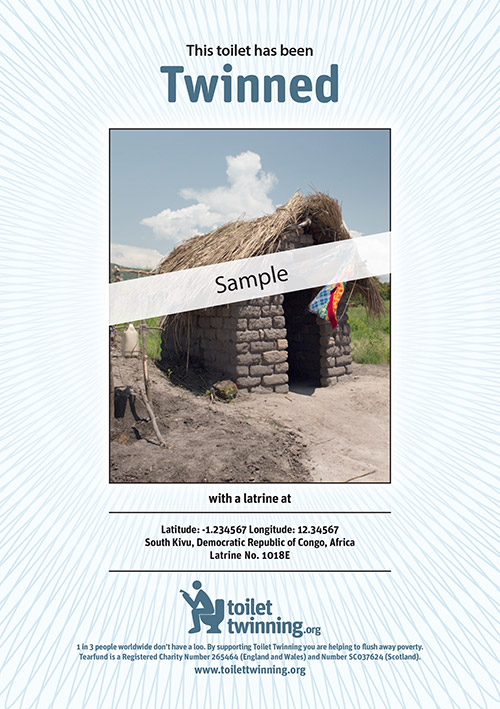 This toilet has been
Twinned
Sample
with a latrine at
Latitude: -1.234567 Longitude: 12.34567
South Kivu, Democratic Republic of Congo, Africa
Latrine No. 1018E
toilet
twinning.org
1 in 3 people worldwide don't have a loo. By supporting Toilet Twinning you are helping to flush away poverty.
Tearfund is a Registered Charity Number 265464 (England and Wales) and Number SC037624 (Scotland).
www.toilettwinning.org